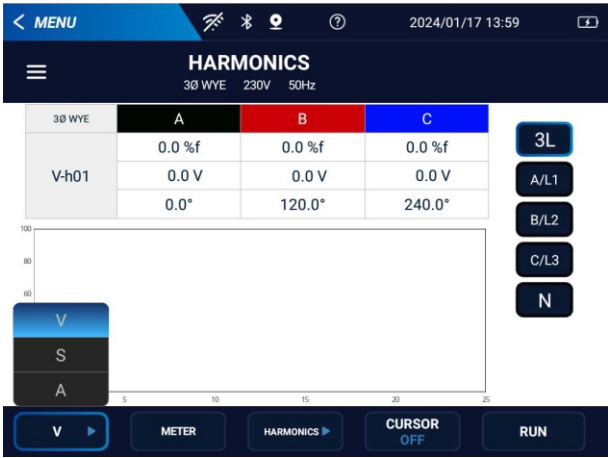 MENU
2024/01/17 13:59
HARMONICS
3Ø WYE 230V 50Hz
3Ø WYE A B C
0.0 %f 0.0 %f 0.0 %f
V-h01 0.0 V 0.0 V 0.0 V
0.0° 120.0° 240.0°
3L
A/L1
B/L2
C/L3
N
100
80
60
V
S
A
5 10 15 20 25
V METER HARMONICS CURSOR OFF RUN